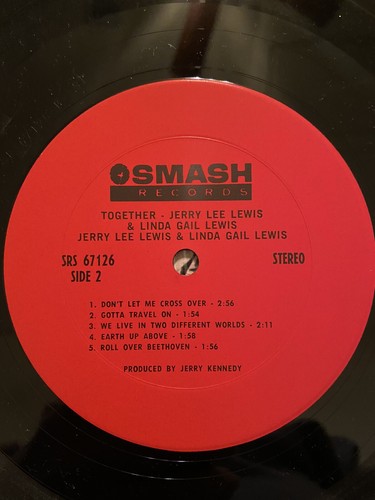 SMASH
RECORDS
TOGETHER - JERRY LEE LEWIS
& LINDA GAIL LEWIS
JERRY LEE LEWIS & LINDA GAIL LEWIS
SRS 67126 STEREO
SIDE 2
1. DON'T LET ME CROSS OVER - 2:56
2. GOTTA TRAVEL ON - 1:54
3. WE LIVE IN TWO DIFFERENT WORLDS - 2:11
4. EARTH UP ABOVE - 1:58
5. ROLL OVER BEETHOVEN - 1:56
PRODUCED BY JERRY KENNEDY